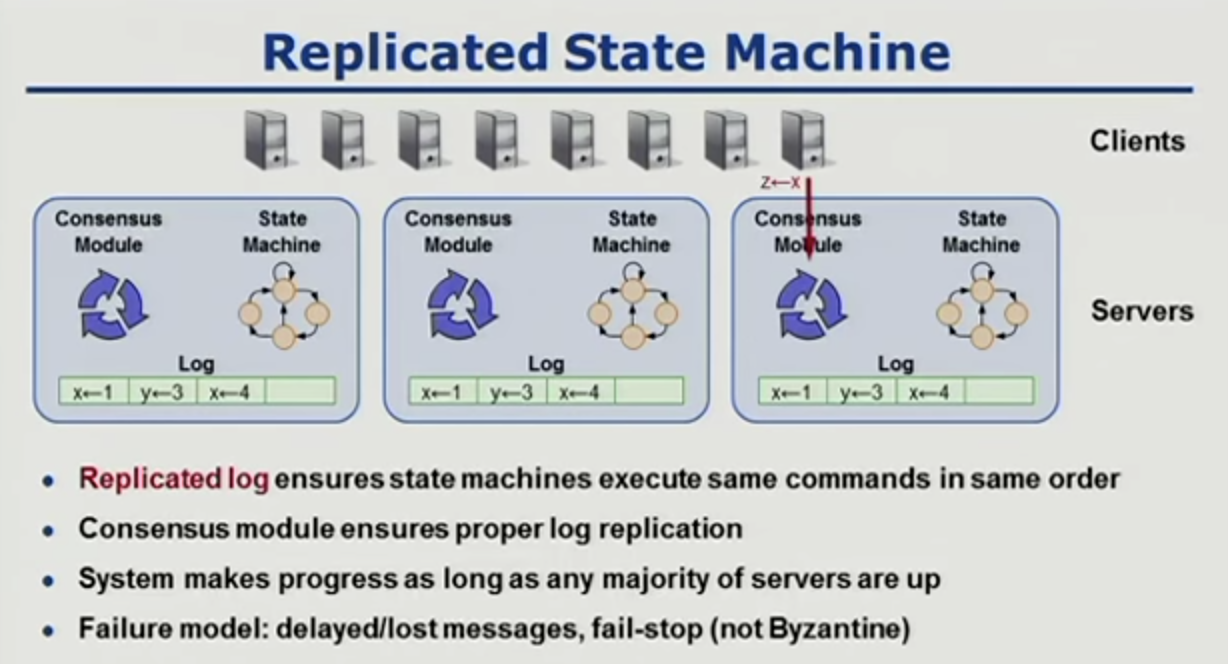 Replicated State Machine
Clients
z←x
Consensus Module
State Machine
Consensus Module
State Machine
Consensus Module
State Machine
Servers
Log
x←1 y←3 x←4
Log
x←1 y←3 x←4
Log
x←1 y←3 x←4
• Replicated log ensures state machines execute same commands in same order
• Consensus module ensures proper log replication
• System makes progress as long as any majority of servers are up
• Failure model: delayed/lost messages, fail-stop (not Byzantine)